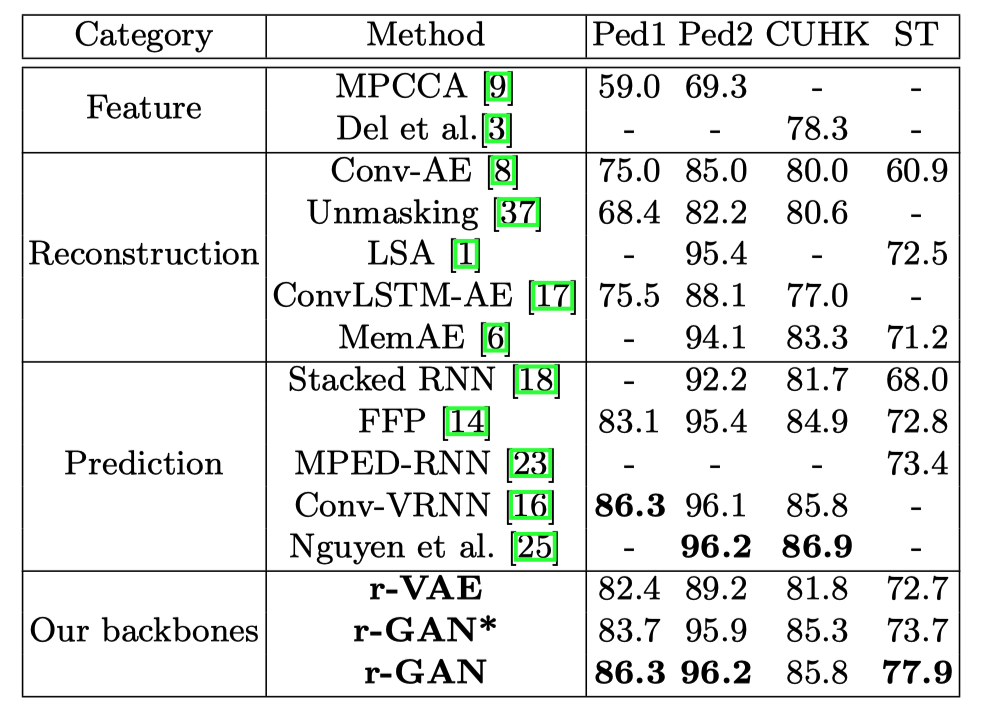 Category Method Ped1 Ped2 CUHK ST
Feature
MPCCA [9] 59.0 69.3 - -
Del et al.[3] - - 78.3 -
Reconstruction
Conv-AE [8] 75.0 85.0 80.0 60.9
Unmasking [37] 68.4 82.2 80.6 -
LSA [1] - 95.4 - 72.5
ConvLSTM-AE [17] 75.5 88.1 77.0 -
MemAE [6] - 94.1 83.3 71.2
Prediction
Stacked RNN [18] - 92.2 81.7 68.0
FFP [14] 83.1 95.4 84.9 72.8
MPED-RNN [23] - - - 73.4
Conv-VRNN [16] 86.3 96.1 85.8 -
Nguyen et al. [25] - 96.2 86.9 -
Our backbones
r-VAE 82.4 89.2 81.8 72.7
r-GAN* 83.7 95.9 85.3 73.7
r-GAN 86.3 96.2 85.8 77.9